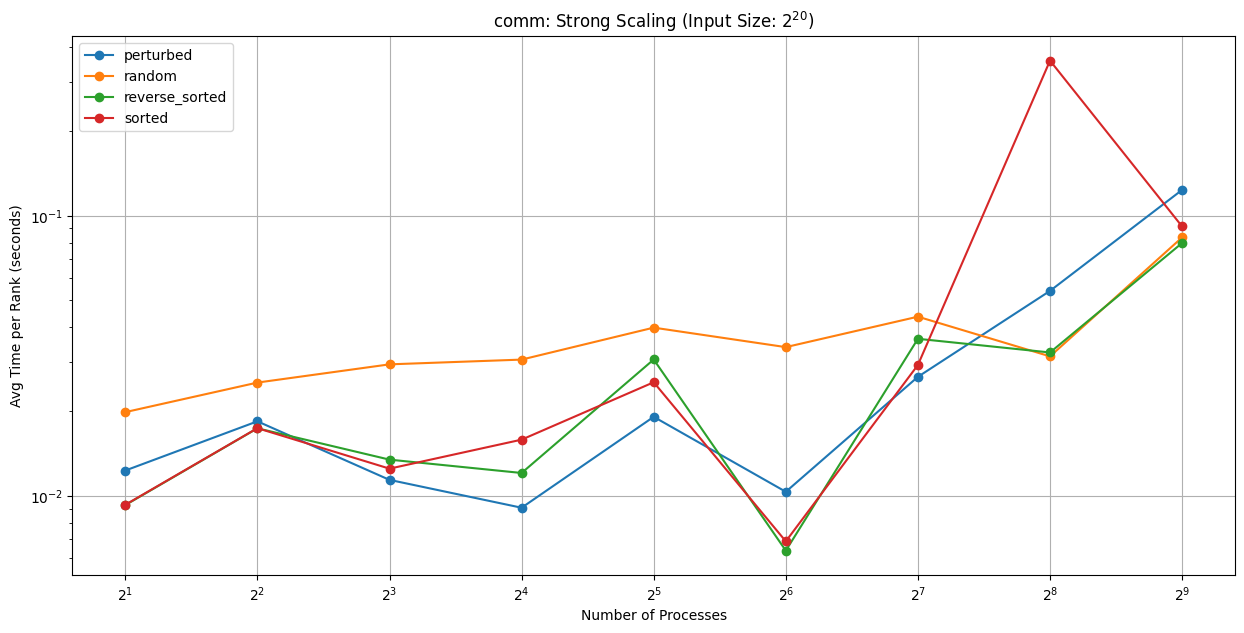 comm: Strong Scaling (Input Size: 2^20)
perturbed
random
reverse_sorted
sorted
Avg Time per Rank (seconds)
10^−1
10^−2
2^1 2^2 2^3 2^4 2^5 2^6 2^7 2^8 2^9
Number of Processes